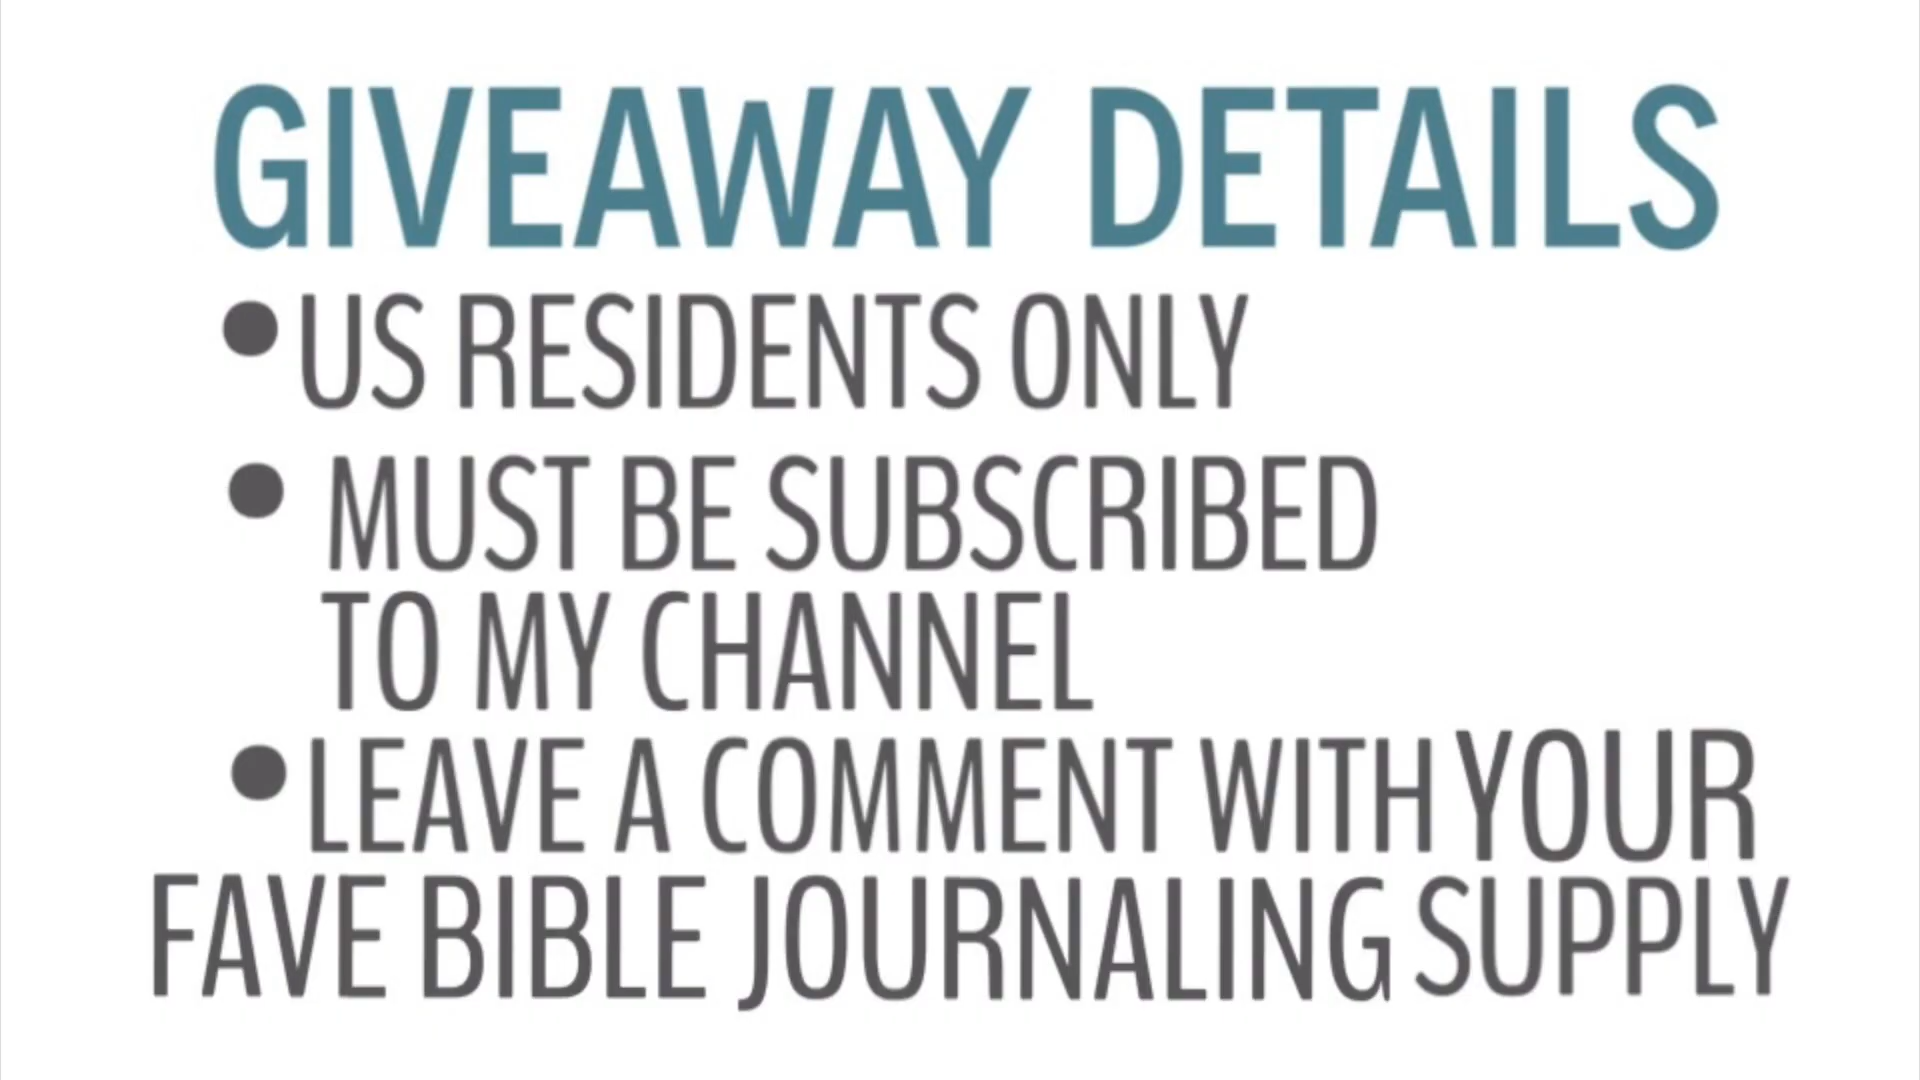 GIVEAWAY DETAILS
•US RESIDENTS ONLY
• MUST BE SUBSCRIBED
TO MY CHANNEL
•LEAVE A COMMENT WITH YOUR
FAVE BIBLE JOURNALING SUPPLY